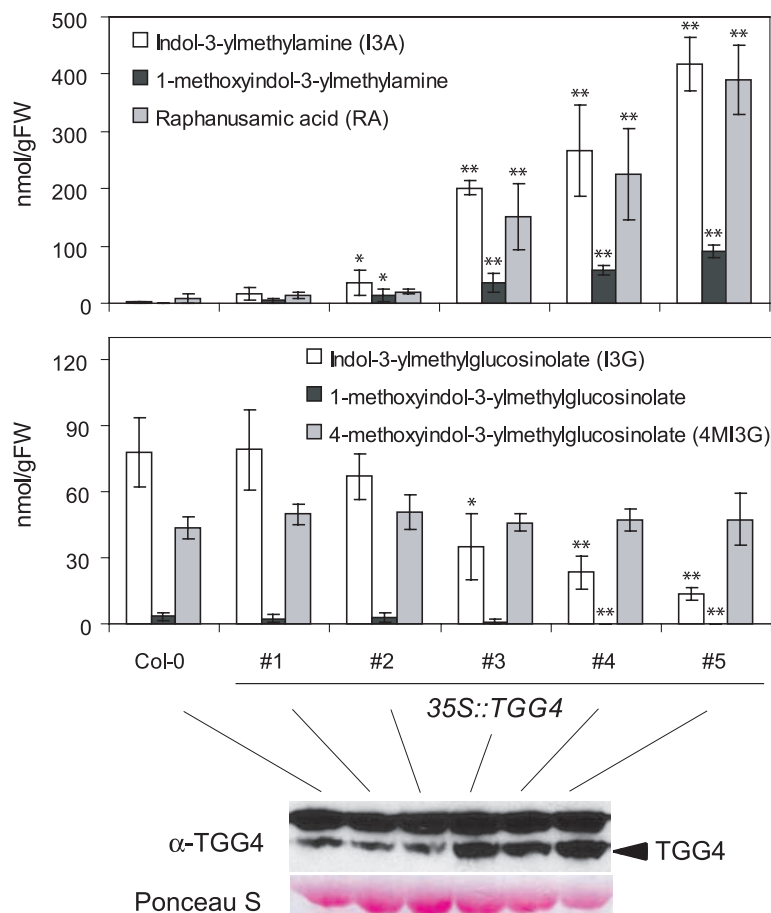 500
400
300
200
100
0
nmol/gFW
Indol-3-ylmethylamine (I3A)
1-methoxyindol-3-ylmethylamine
Raphanusamic acid (RA)
* *
** ** **
** ** **
** ** **
120
90
60
30
0
nmol/gFW
Indol-3-ylmethylglucosinolate (I3G)
1-methoxyindol-3-ylmethylglucosinolate
4-methoxyindol-3-ylmethylglucosinolate (4MI3G)
*
** **
** **
Col-0 #1 #2 #3 #4 #5
35S::TGG4
α-TGG4
TGG4
Ponceau S